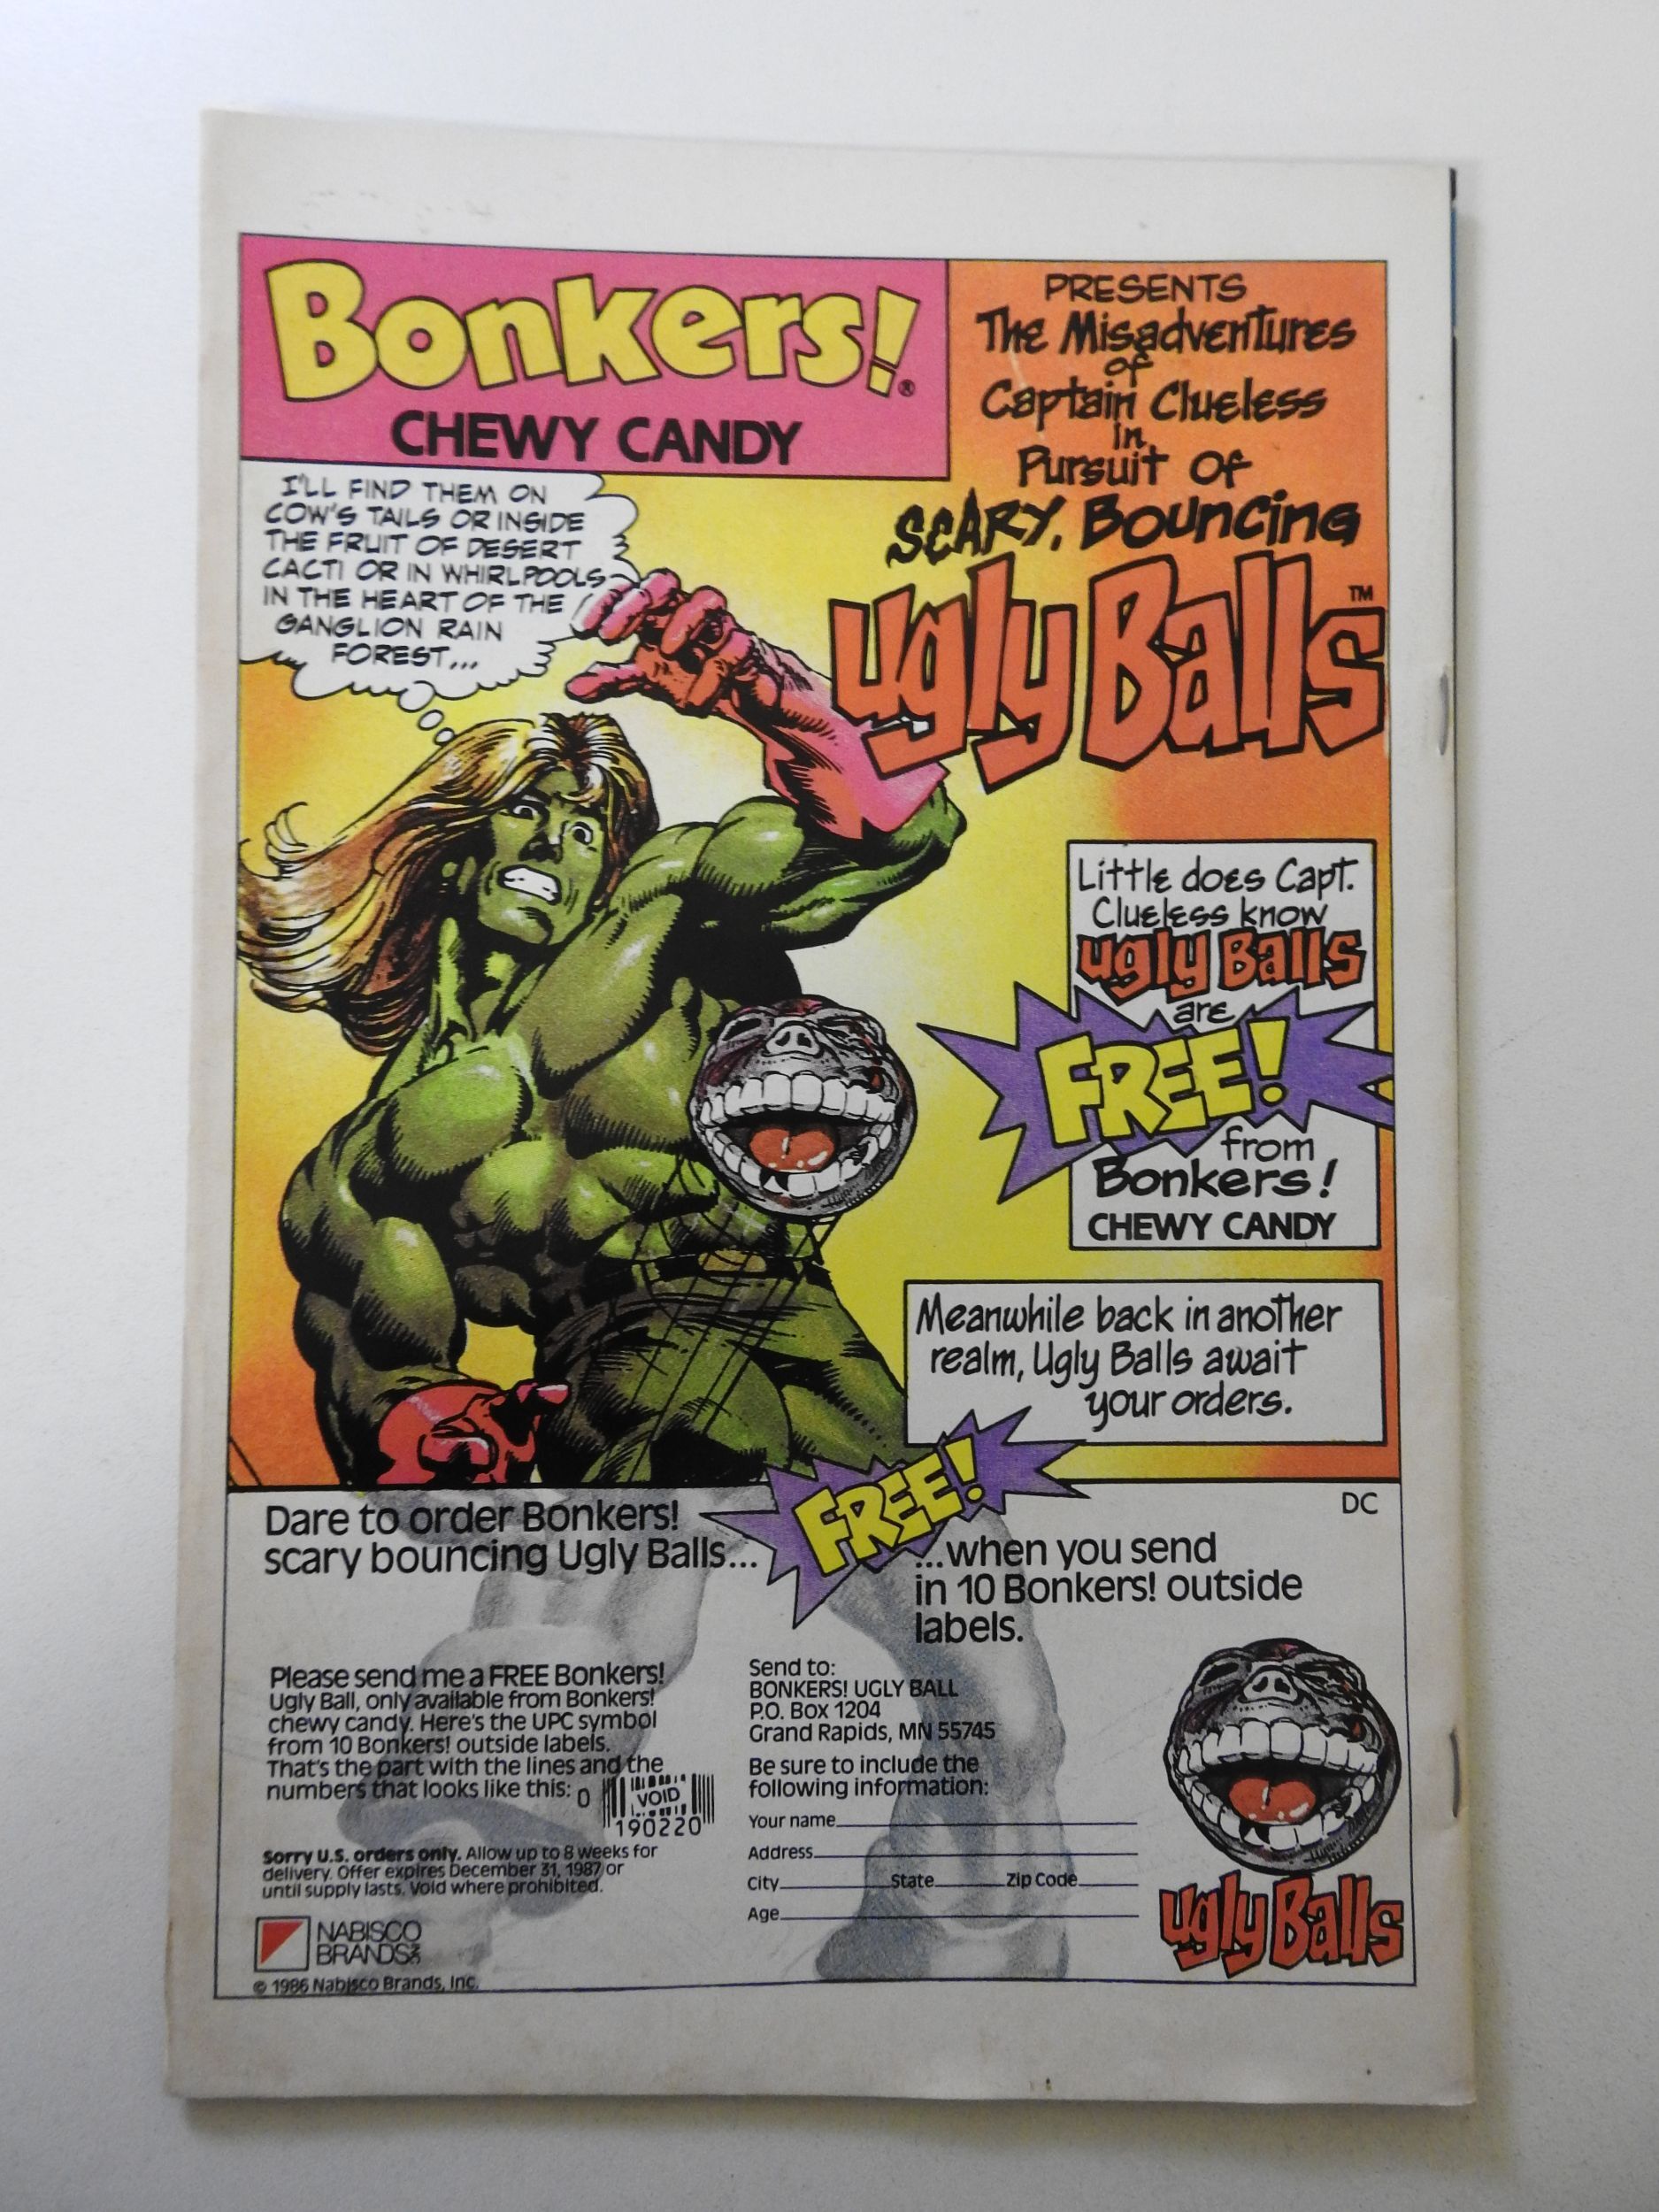 Bonkers!®
CHEWY CANDY
PRESENTS
The Misadventures
of
Captain Clueless
In
Pursuit Of
SCARY, Bouncing
ugly Balls™
I'LL FIND THEM ON
COW'S TAILS OR INSIDE
THE FRUIT OF DESERT
CACTI OR IN WHIRLPOOLS
IN THE HEART OF THE
GANGLION RAIN
FOREST...
Little does Capt.
Clueless know
ugly Balls
are
FREE!
from
Bonkers!
CHEWY CANDY
Meanwhile back in another
realm, Ugly Balls await
your orders.
DC
Dare to order Bonkers!
scary bouncing Ugly Balls...
FREE!
...when you send
in 10 Bonkers! outside
labels.
Please send me a FREE Bonkers!
Ugly Ball, only available from Bonkers!
chewy candy. Here's the UPC symbol
from 10 Bonkers! outside labels.
That's the part with the lines and the
numbers that looks like this:
0
VOID
190220
Sorry U.S. orders only. Allow up to 8 weeks for
delivery. Offer expires December 31, 1987 or
until supply lasts. Void where prohibited.
NABISCO
BRANDS INC
© 1986 Nabisco Brands, Inc.
Send to:
BONKERS! UGLY BALL
P.O. Box 1204
Grand Rapids, MN 55745
Be sure to include the
following information:
Your name
Address
City State Zip Code
Age
ugly Balls